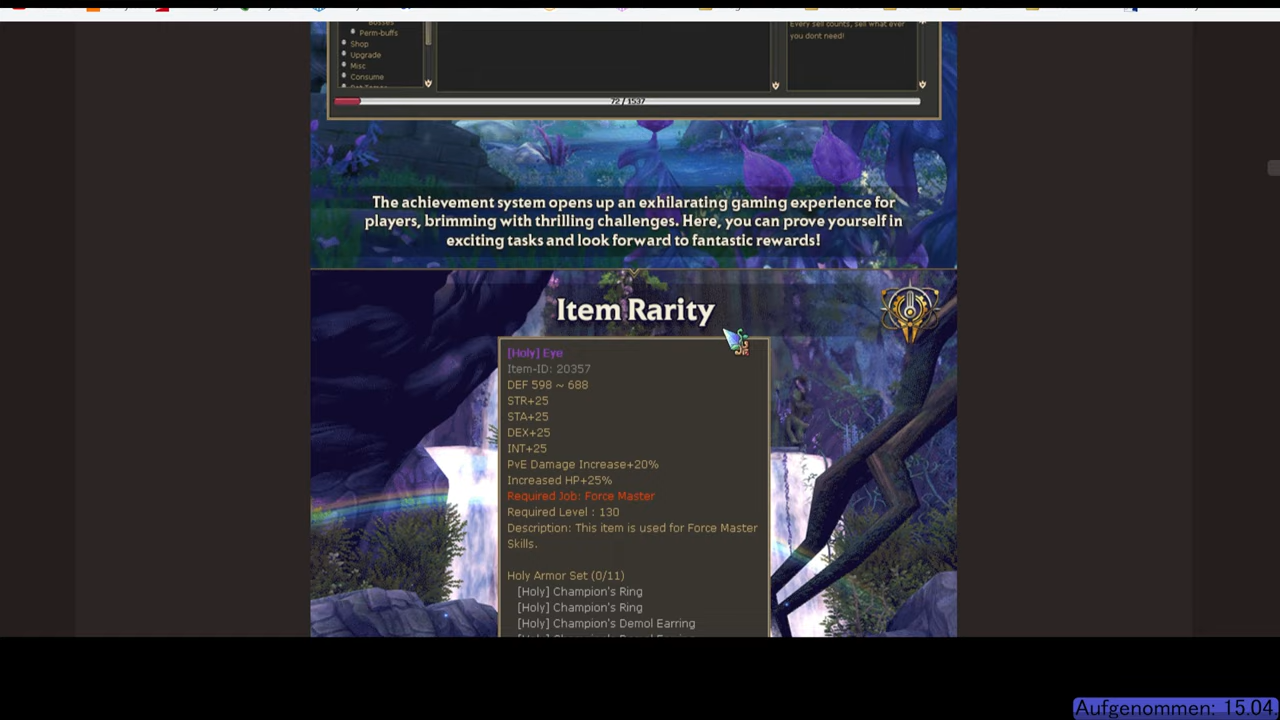 Perm-buffs
Shop
Upgrade
Misc
Consume
Every sell counts, sell what ever
you dont need!
72 / 1537
The achievement system opens up an exhilarating gaming experience for
players, brimming with thrilling challenges. Here, you can prove yourself in
exciting tasks and look forward to fantastic rewards!
Item Rarity
[Holy] Eye
Item-ID: 20357
DEF 598 ~ 688
STR+25
STA+25
DEX+25
INT+25
PvE Damage Increase+20%
Increased HP+25%
Required Job: Force Master
Required Level : 130
Description: This item is used for Force Master
Skills.
Holy Armor Set (0/11)
[Holy] Champion's Ring
[Holy] Champion's Ring
[Holy] Champion's Demol Earring
Aufgenommen: 15.04.